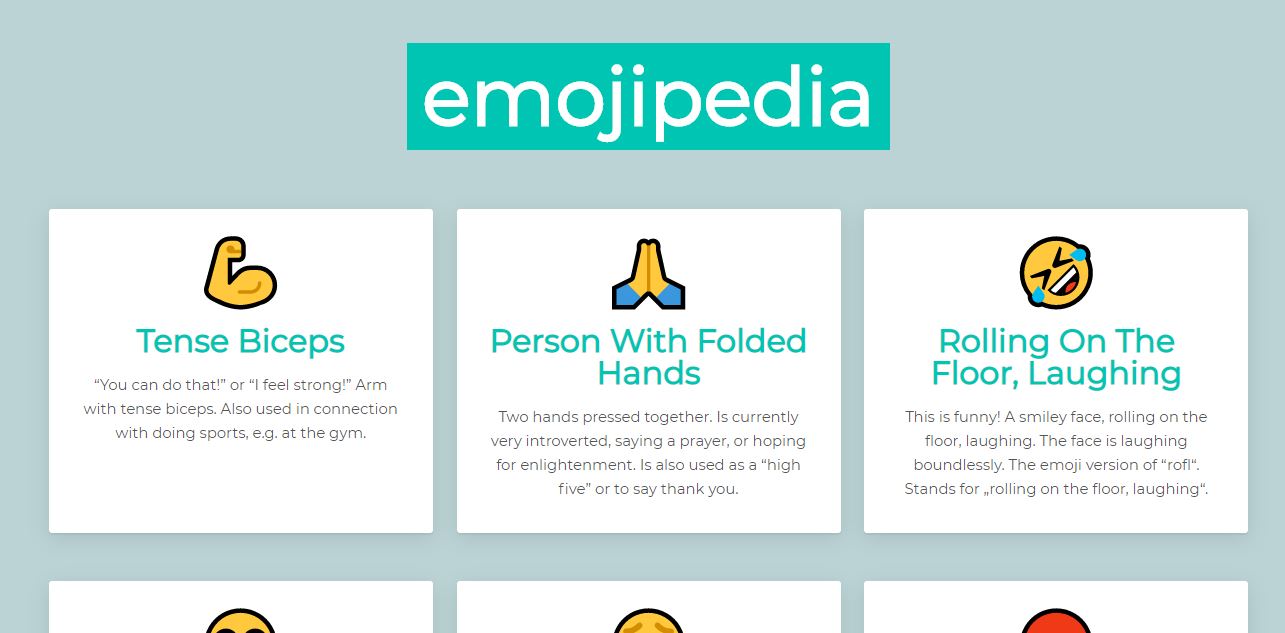 emojipedia
Tense Biceps
“You can do that!” or “I feel strong!” Arm
with tense biceps. Also used in connection
with doing sports, e.g. at the gym.
Person With Folded
Hands
Two hands pressed together. Is currently
very introverted, saying a prayer, or hoping
for enlightenment. Is also used as a “high
five” or to say thank you.
Rolling On The
Floor, Laughing
This is funny! A smiley face, rolling on the
floor, laughing. The face is laughing
boundlessly. The emoji version of “rofl“.
Stands for „rolling on the floor, laughing“.